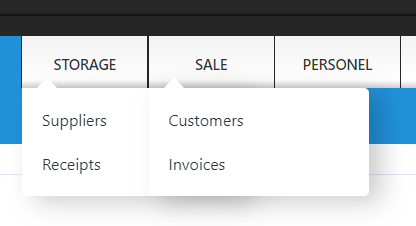 STORAGE SALE PERSONEL
Suppliers Customers
Receipts Invoices